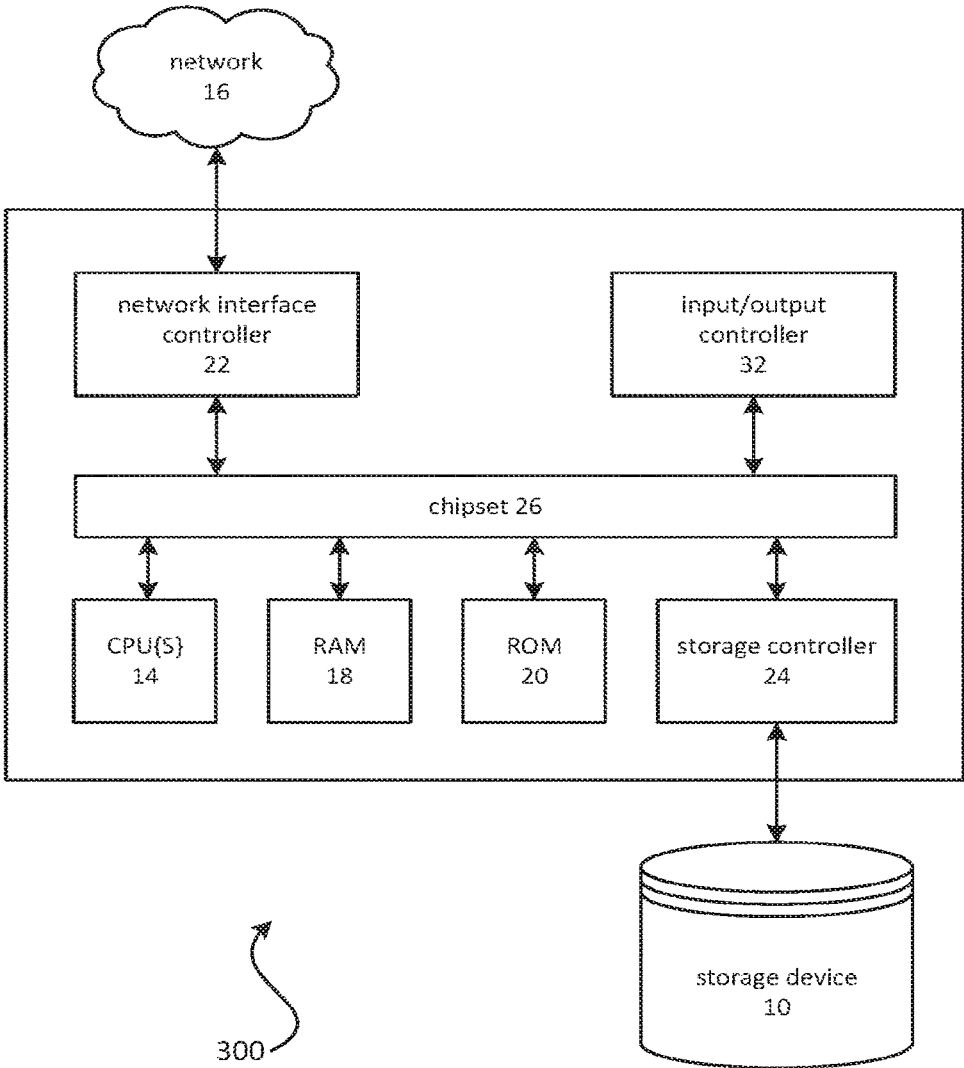 network
16
network interface
controller
22
input/output
controller
32
chipset 26
CPU{S}
14
RAM
18
ROM
20
storage controller
24
storage device
10
300